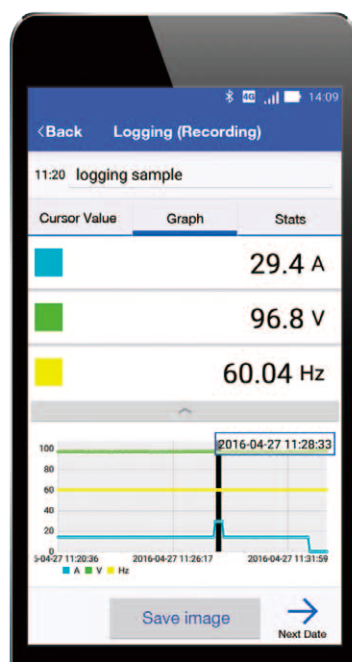 4G 14:09
<Back Logging (Recording)
11:20 logging sample
Cursor Value Graph Stats
29.4 A
96.8 V
60.04 Hz
2016-04-27 11:28:33
100
80
60
40
20
0
5-04-27 11:20:36 2016-04-27 11:26:17 2016-04-27 11:31:59
A V Hz
Save image
Next Date